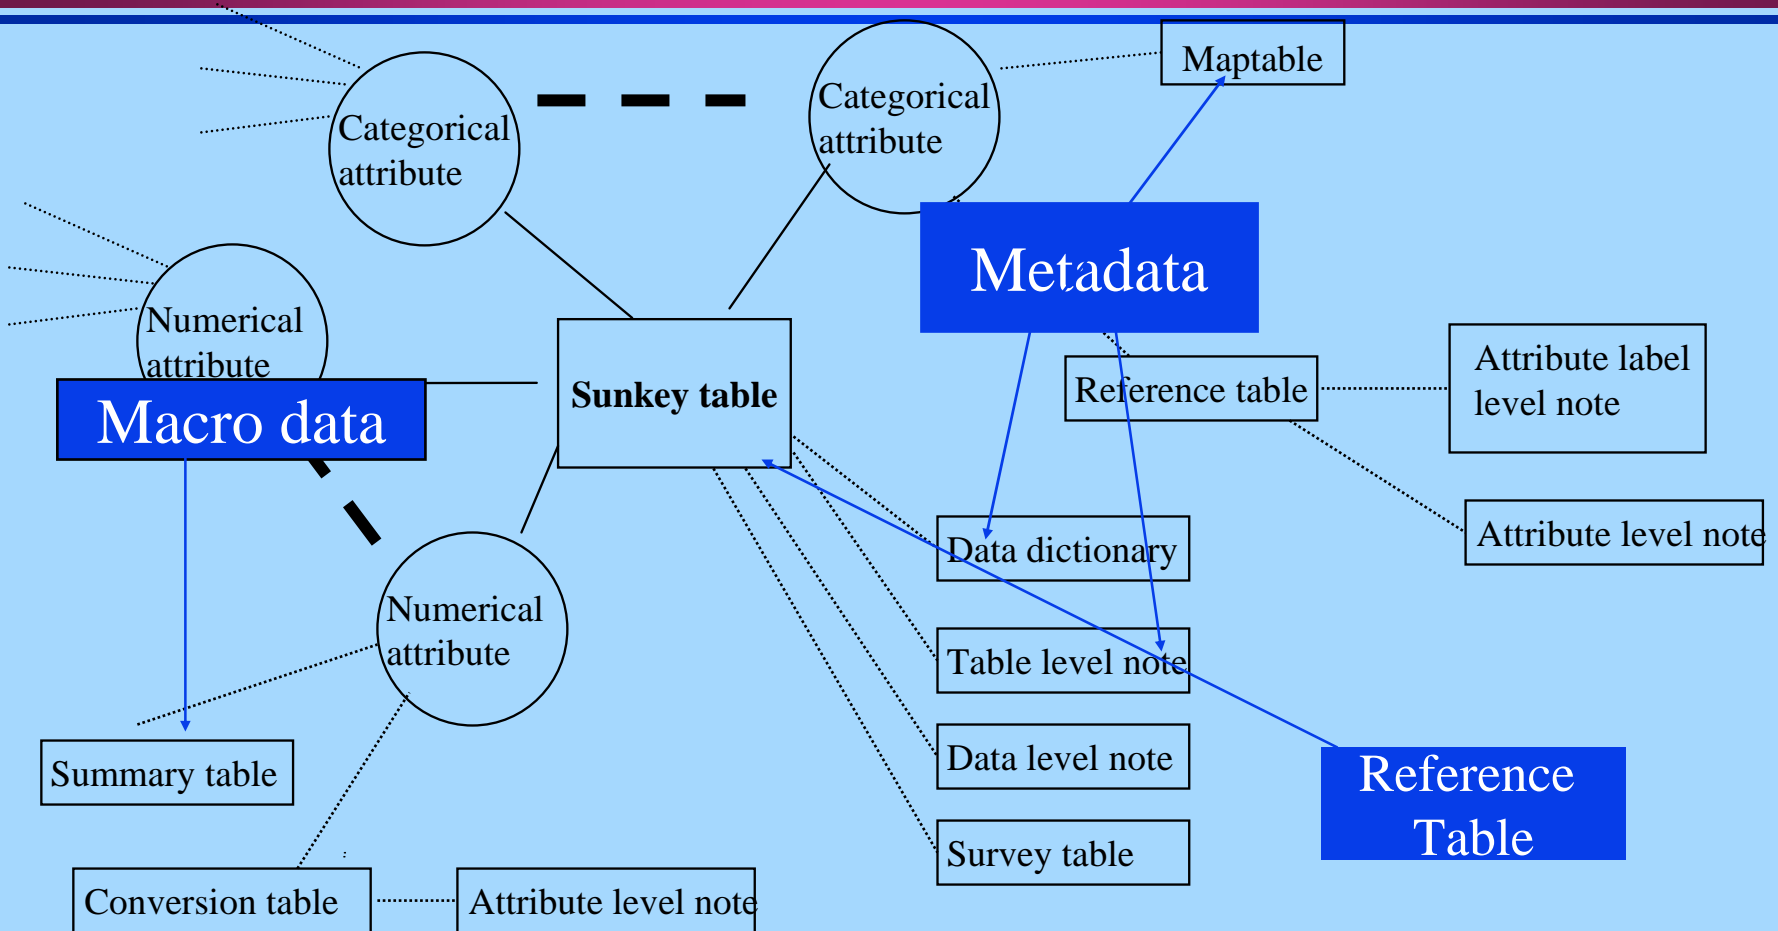 Maptable
Categorical
attribute
Categorical
attribute
Metadata
Numerical
attribute
Macro data
Sunkey table
Reference table
Attribute label
level note
Attribute level note
Data dictionary
Numerical
attribute
Table level note
Data level note
Reference
Table
Summary table
Survey table
Conversion table
Attribute level note